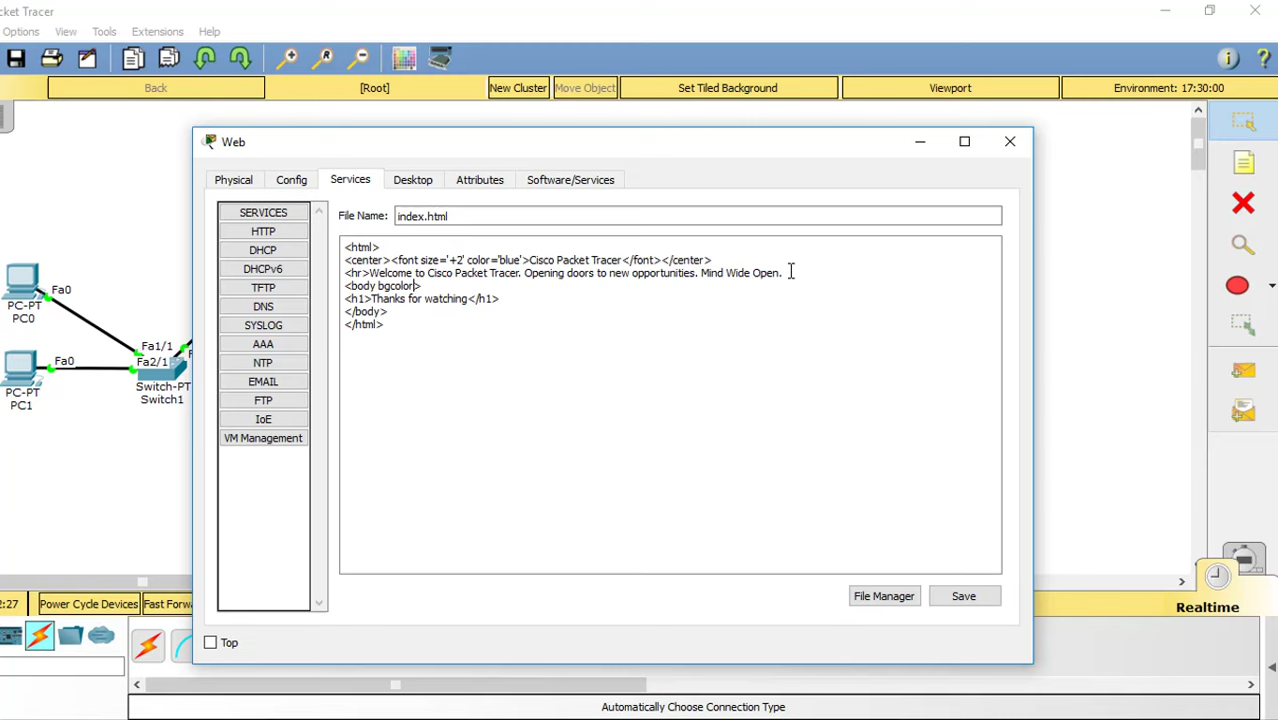 cket Tracer
Options View Tools Extensions Help
Back [Root] New Cluster Move Object Set Tiled Background Viewport Environment: 17:30:00
Web
Physical Config Services Desktop Attributes Software/Services
SERVICES
HTTP
DHCP
DHCPv6
TFTP
DNS
SYSLOG
AAA
NTP
EMAIL
FTP
IoE
VM Management
File Name: index.html
<html>
<center><font size='+2' color='blue'>Cisco Packet Tracer</font></center>
<hr>Welcome to Cisco Packet Tracer. Opening doors to new opportunities. Mind Wide Open.
<body bgcolor>
<h1>Thanks for watching</h1>
</body>
</html>
File Manager Save
Top
Fa0
PC-PT
PC0
Fa0
PC-PT
PC1
Fa1/1
Fa2/1
Switch-PT
Switch1
2:27 Power Cycle Devices Fast Forw
Realtime
Automatically Choose Connection Type